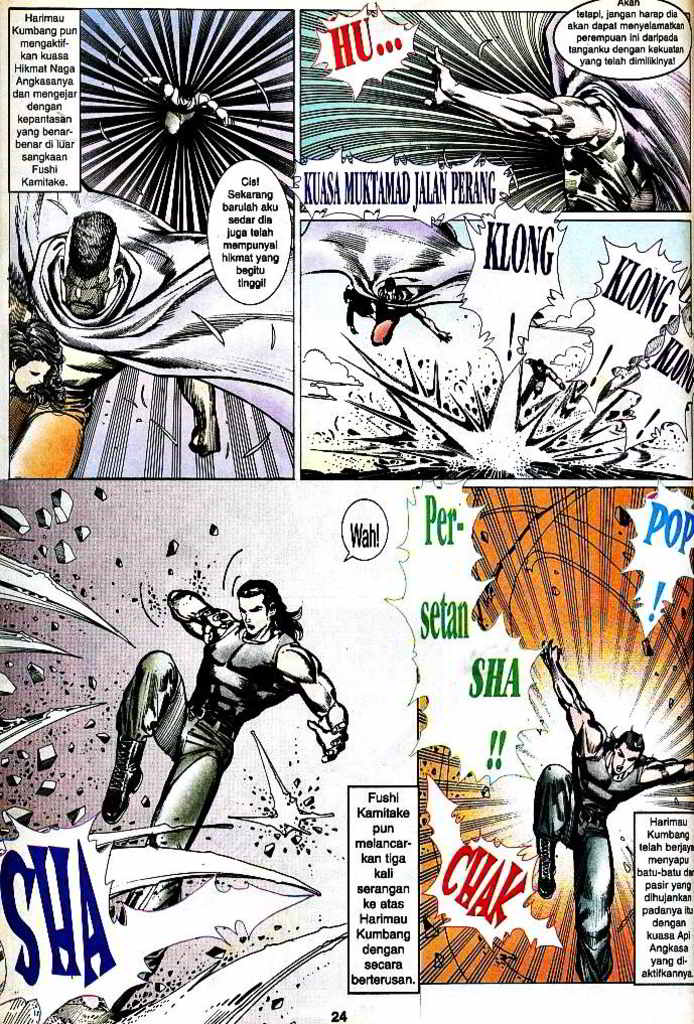 Harimau
Kumbang pun
mengaktif-
kan kuasa
Hikmat Naga
Angkasanya
dan mengejar
dengan
kepantasan
yang benar-
benar di luar
sangkaan
Fushi
Kamitake.
Cis!
Sekarang
barulah aku
sedar dia
juga telah
mempunyai
hikmat yang
begitu
tinggi!
HU...
Akan
tetapi, jangan harap dia
akan dapat menyelamatkan
perempuan ini daripada
tanganku dengan kekuatan
yang telah dimilikinya!
KUASA MUKTAMAD JALAN PERANG
KLONG
KLONG
KLONG
Wah!
SHA
Fushi
Kamitake
pun
melancar-
kan tiga
kali
serangan
ke atas
Harimau
Kumbang
dengan
secara
berterusan.
Per-
setan
SHA
!!
POP
!
CHAK
Harimau
Kumbang
telah berjaya
menyapu
batu-batu dan
pasir yang
dihujankan
padanya itu
dengan
kuasa Api
Angkasa
yang di-
aktifkannya.
24